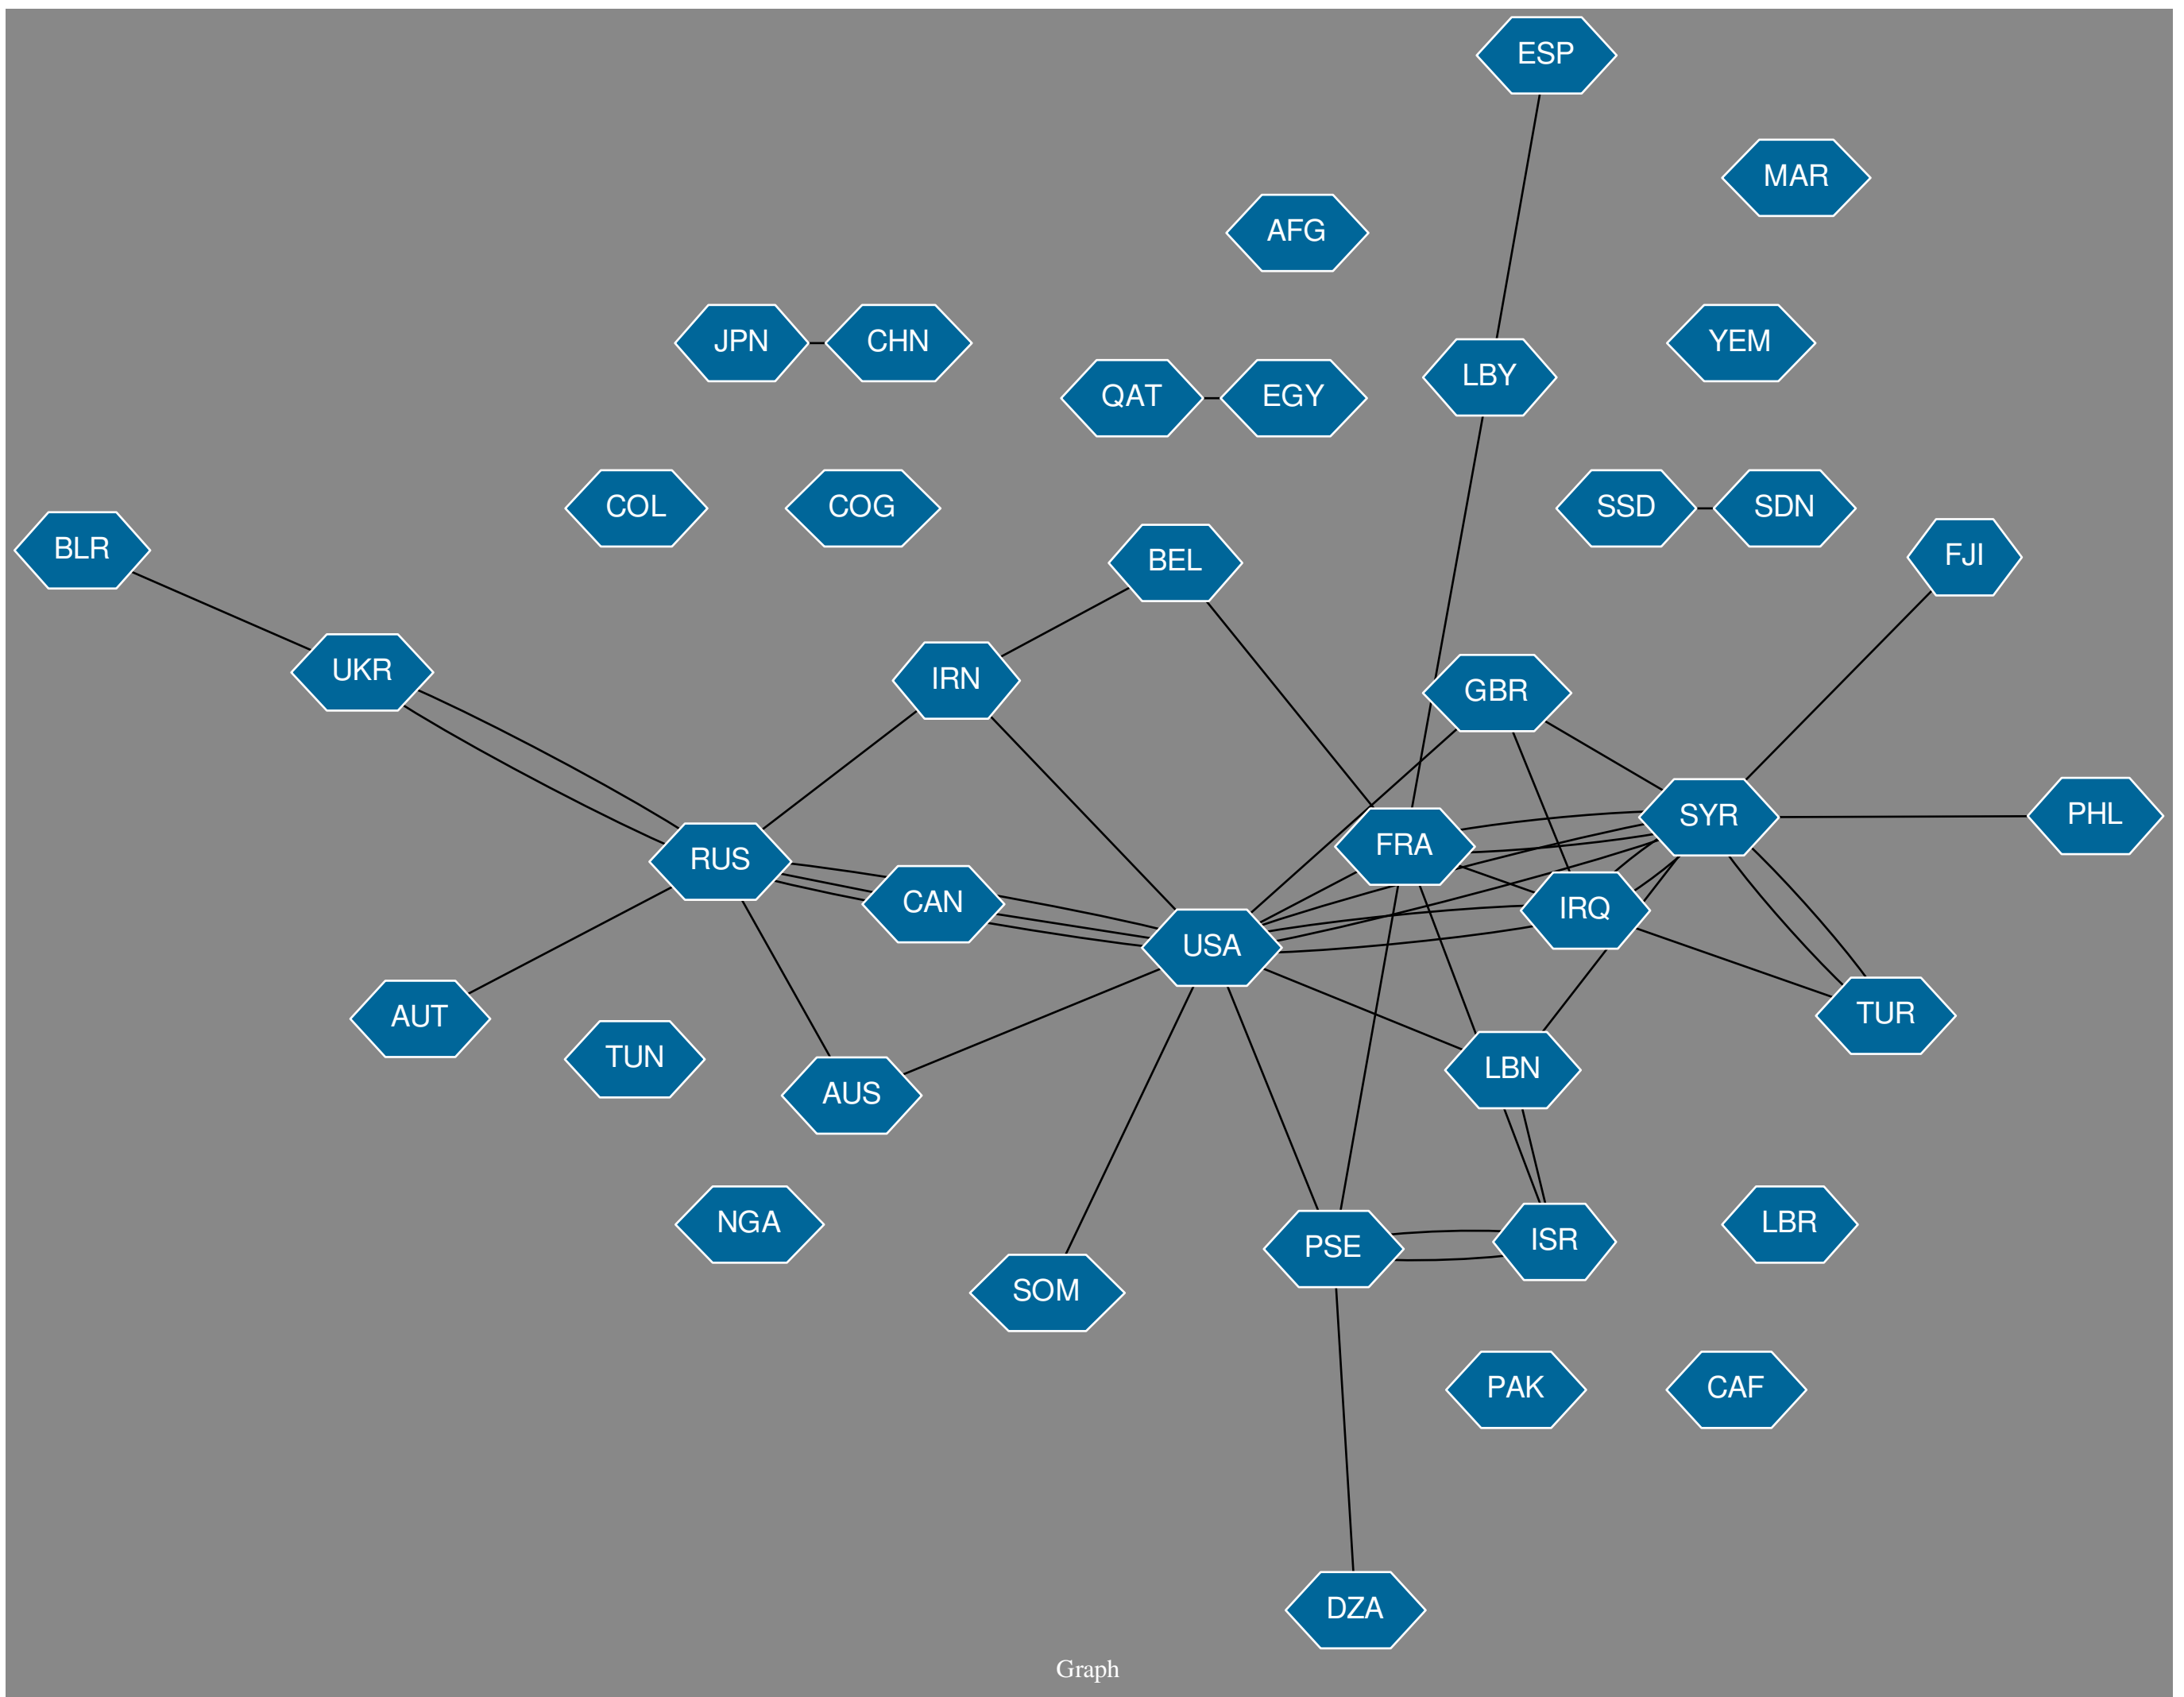 ESP
MAR
AFG
JPN
CHN
YEM
QAT
EGY
LBY
COL
COG
SSD
SDN
BLR
BEL
FJI
UKR
IRN
GBR
SYR
PHL
FRA
RUS
CAN
IRQ
USA
TUR
AUT
TUN
LBN
AUS
NGA
LBR
ISR
PSE
SOM
PAK
CAF
DZA
Graph